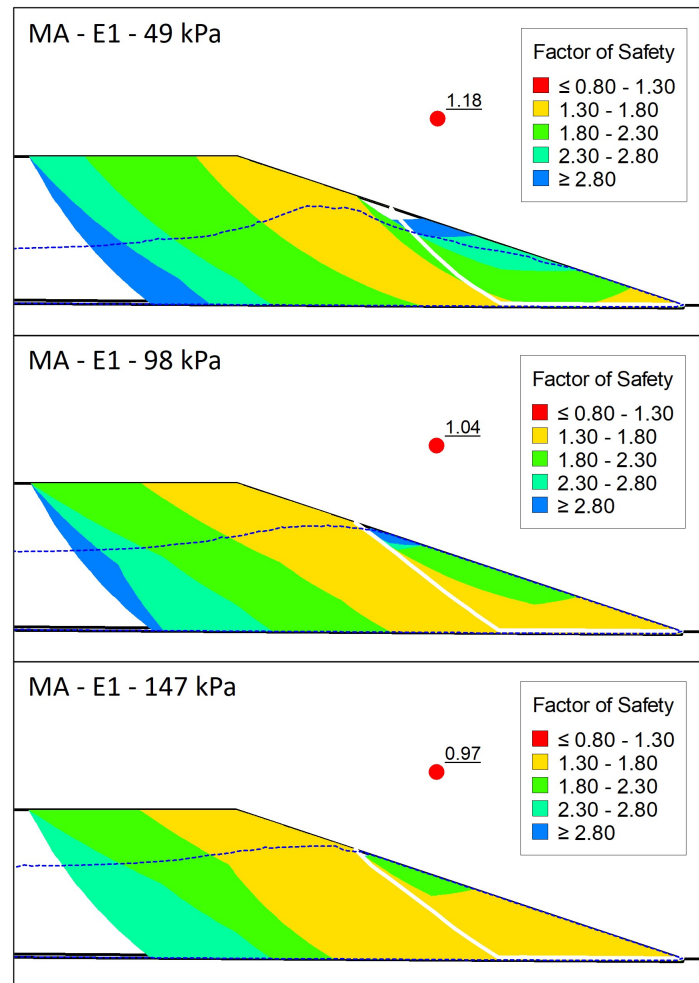 MA - E1 - 49 kPa
1.18
Factor of Safety
≤ 0.80 - 1.30
1.30 - 1.80
1.80 - 2.30
2.30 - 2.80
≥ 2.80
MA - E1 - 98 kPa
1.04
Factor of Safety
≤ 0.80 - 1.30
1.30 - 1.80
1.80 - 2.30
2.30 - 2.80
≥ 2.80
MA - E1 - 147 kPa
0.97
Factor of Safety
≤ 0.80 - 1.30
1.30 - 1.80
1.80 - 2.30
2.30 - 2.80
≥ 2.80